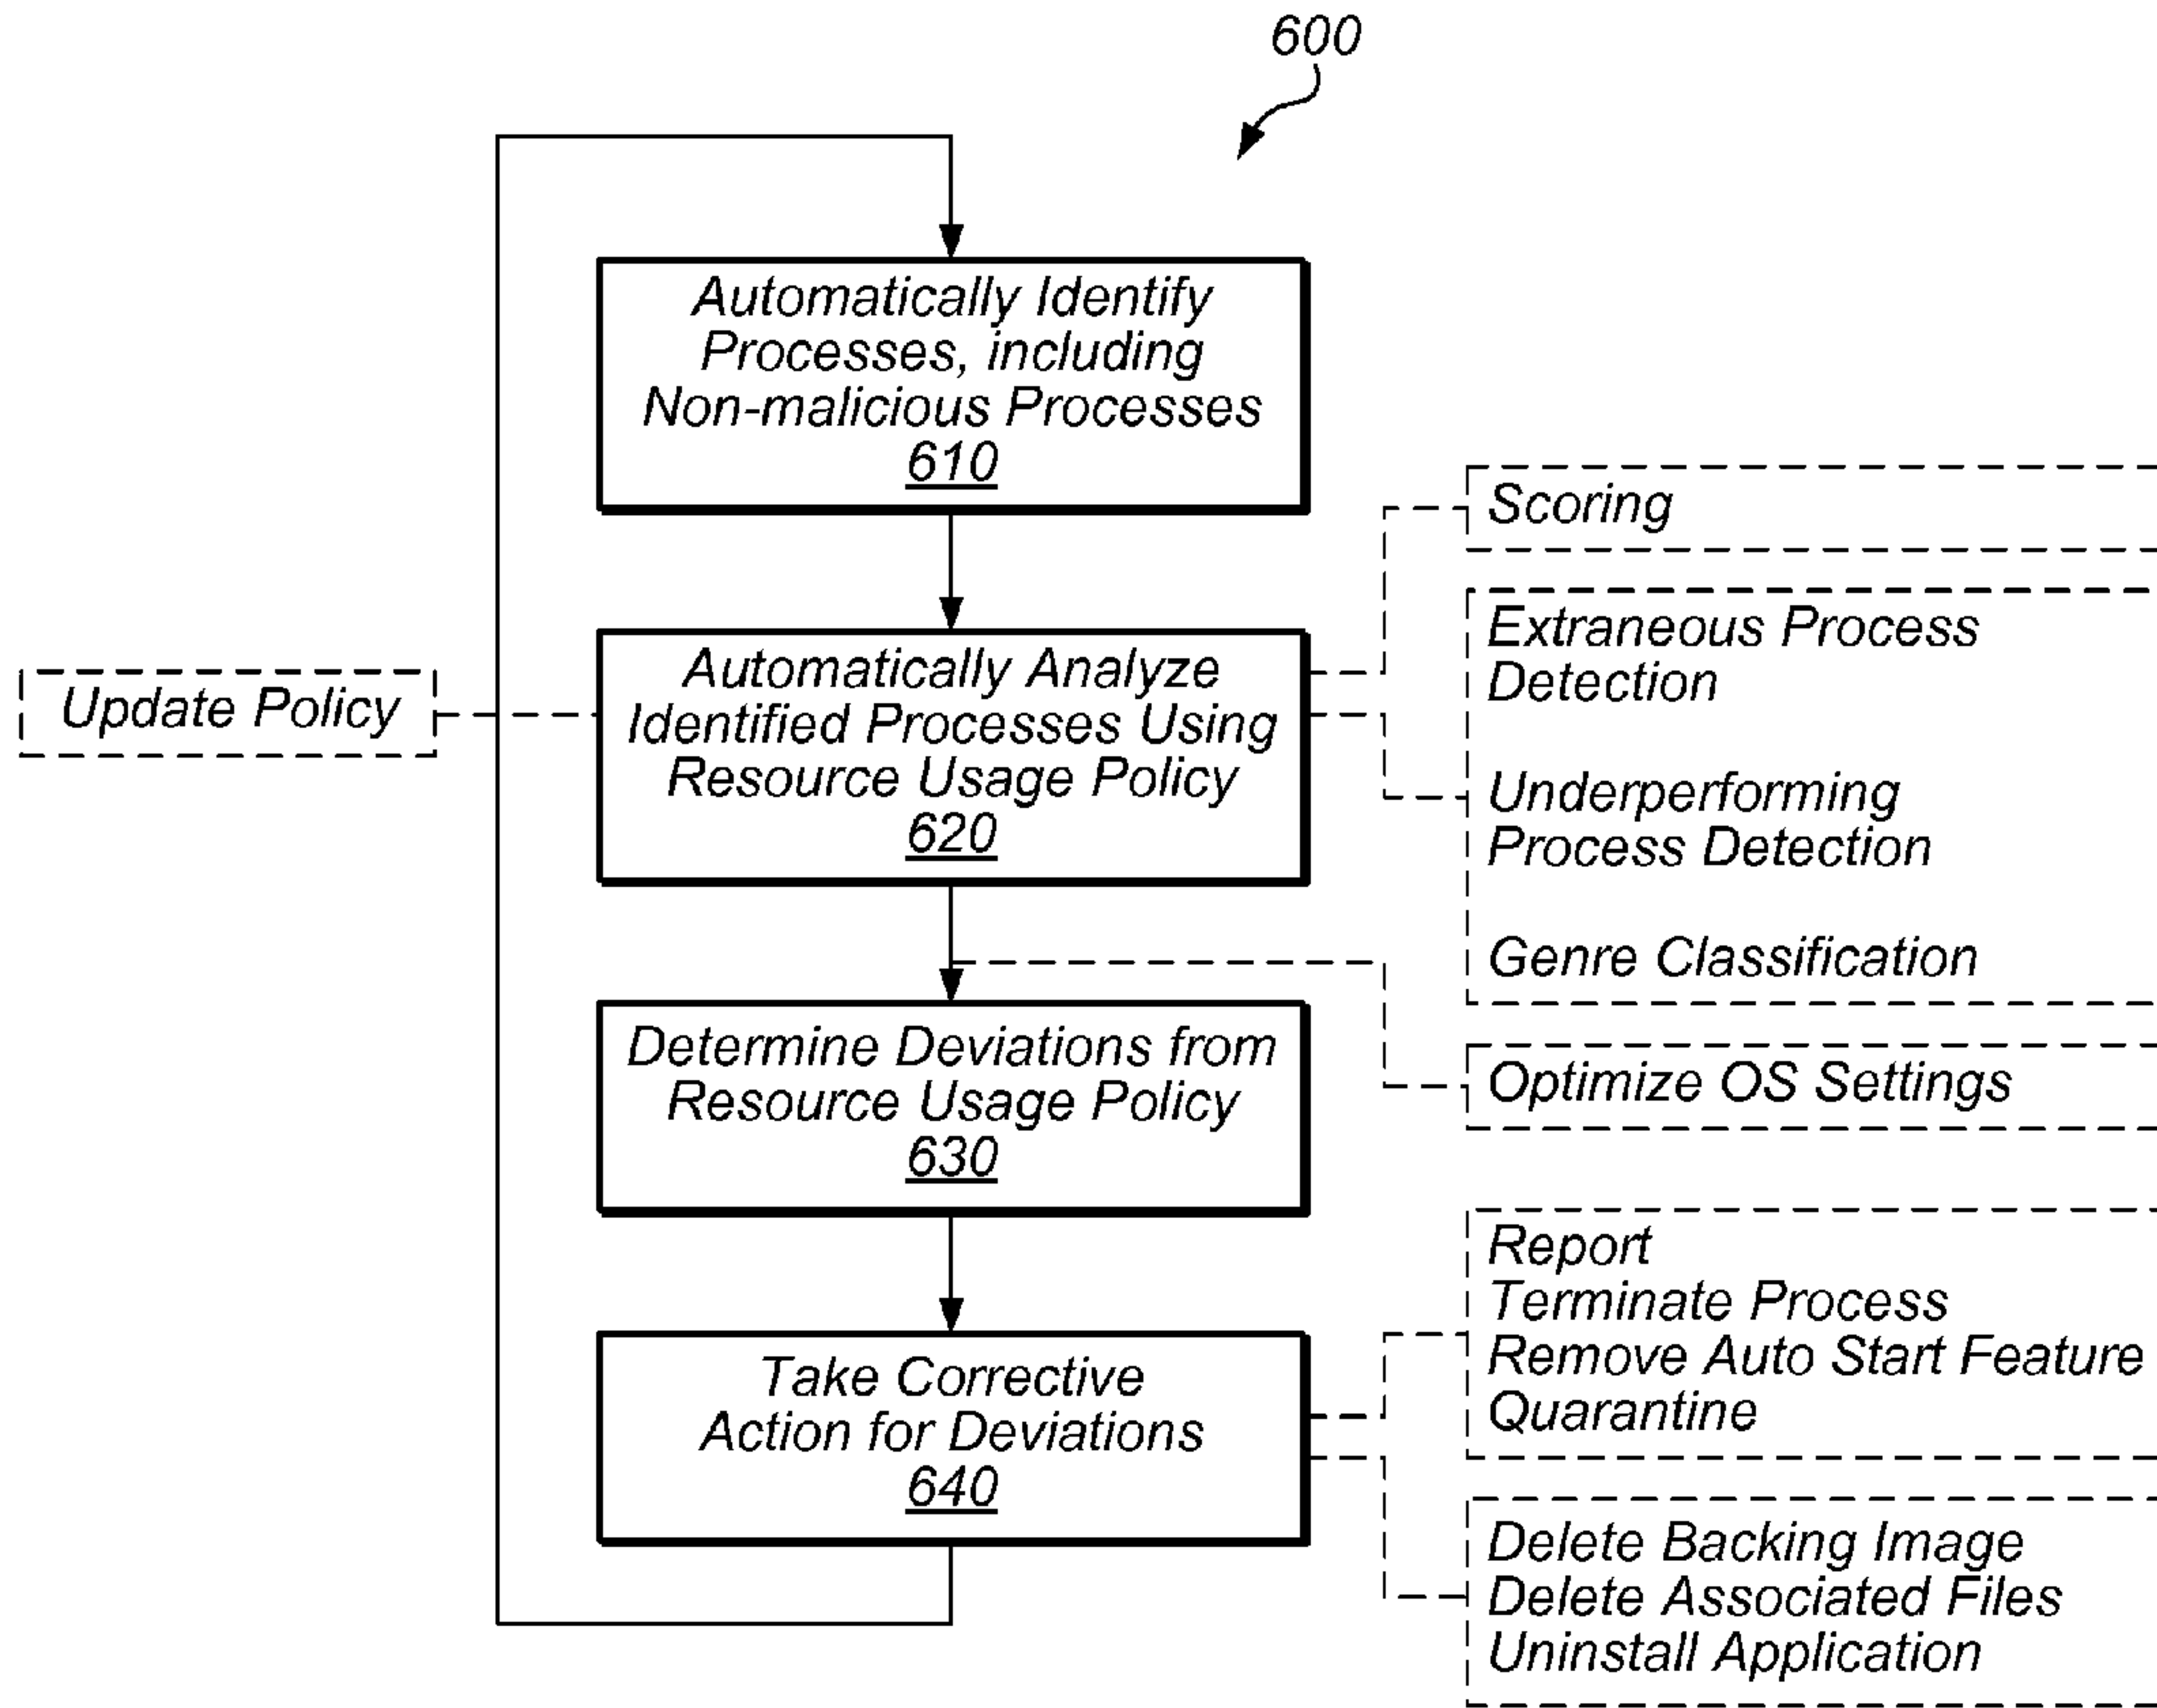 600
Automatically Identify
Processes, including
Non-malicious Processes
610
Scoring
Extraneous Process
Detection
Underperforming
Process Detection
Genre Classification
Update Policy
Automatically Analyze
Identified Processes Using
Resource Usage Policy
620
Optimize OS Settings
Determine Deviations from
Resource Usage Policy
630
Report
Terminate Process
Remove Auto Start Feature
Quarantine
Take Corrective
Action for Deviations
640
Delete Backing Image
Delete Associated Files
Uninstall Application